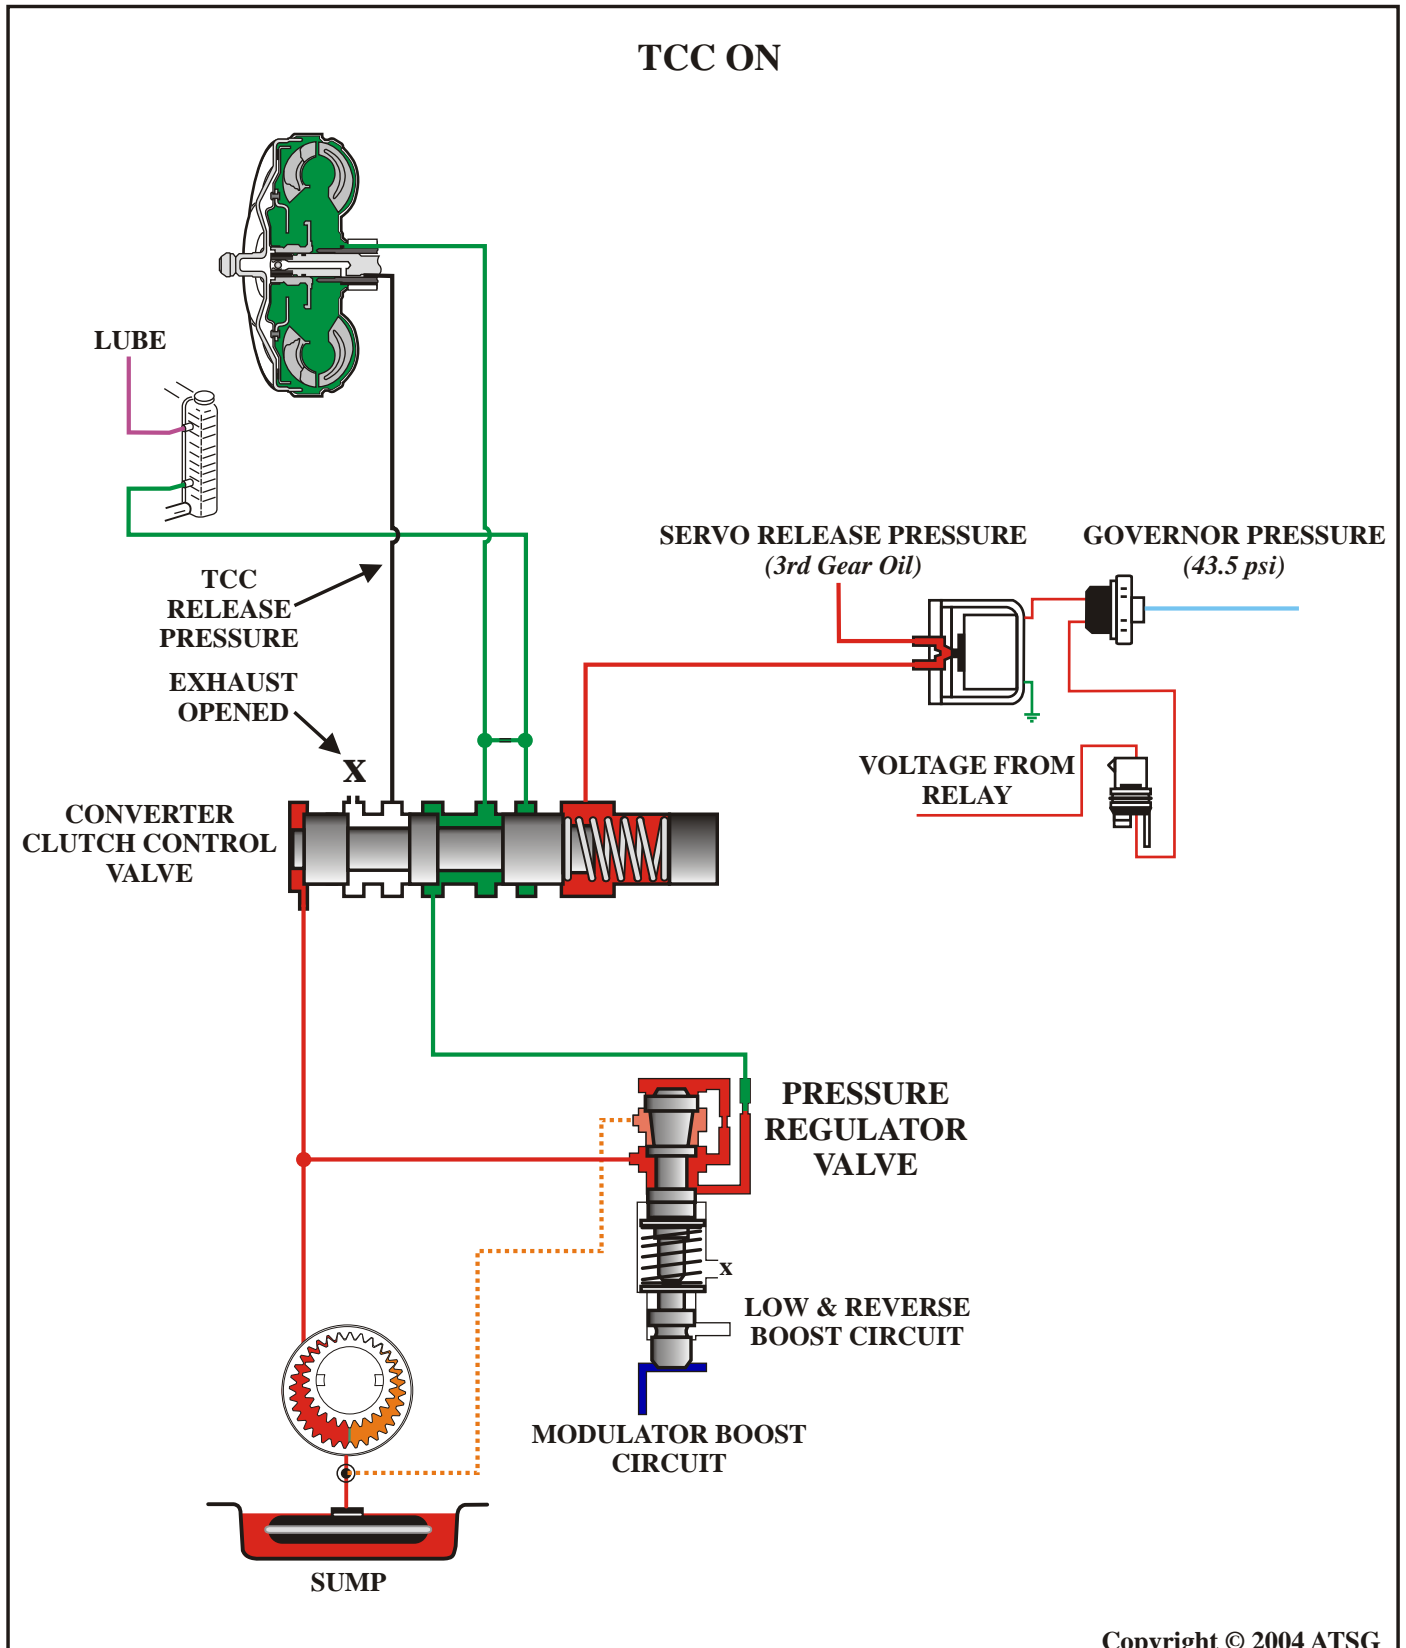 TCC ON
LUBE
SERVO RELEASE PRESSURE
(3rd Gear Oil)
GOVERNOR PRESSURE
(43.5 psi)
TCC
RELEASE
PRESSURE
EXHAUST
OPENED
X
VOLTAGE FROM
RELAY
CONVERTER
CLUTCH CONTROL
VALVE
PRESSURE
REGULATOR
VALVE
x
LOW & REVERSE
BOOST CIRCUIT
MODULATOR BOOST
CIRCUIT
SUMP
Copyright © 2004 ATSG